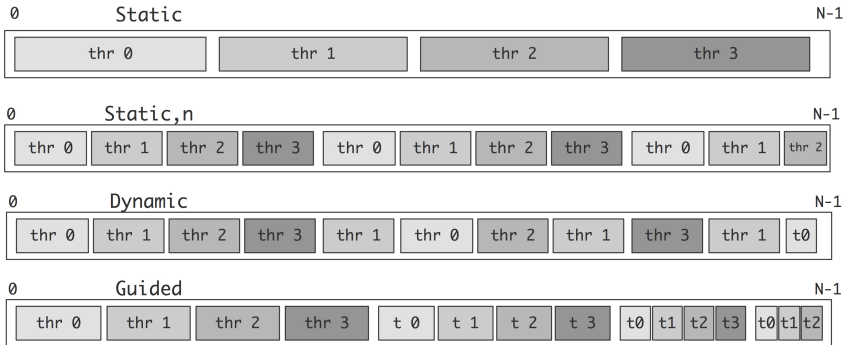 0 Static N-1
thr 0 thr 1 thr 2 thr 3
0 Static,n N-1
thr 0 thr 1 thr 2 thr 3 thr 0 thr 1 thr 2 thr 3 thr 0 thr 1 thr 2
0 Dynamic N-1
thr 0 thr 1 thr 2 thr 3 thr 1 thr 0 thr 2 thr 1 thr 3 thr 1 t0
0 Guided N-1
thr 0 thr 1 thr 2 thr 3 t 0 t 1 t 2 t 3 t0 t1 t2 t3 t0 t1 t2